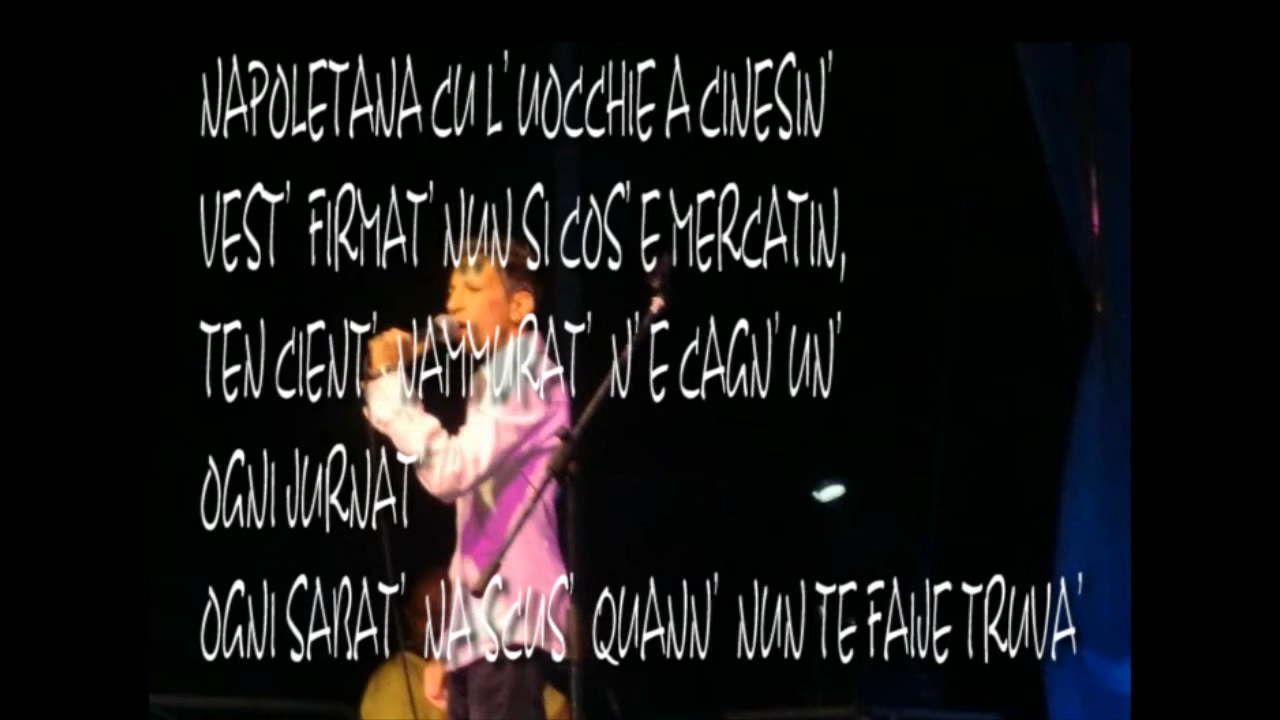 NAPOLETANA CU L' UOCCHIE A CINESIN'
VEST' FIRMAT' NUN SI COS' E MERCATIN,
TEN CIENT' NAMMURAT' N' E CAGN' UN'
OGNI JURNAT'
OGNI SABAT' NA SCUS' QUANN' NUN TE FAJE TRUVA'